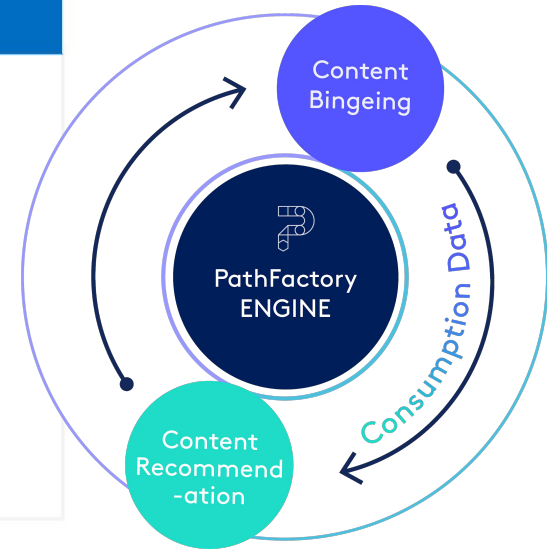 Content
Bingeing
PathFactory
ENGINE
Consumption Data
Content
Recommend
-ation